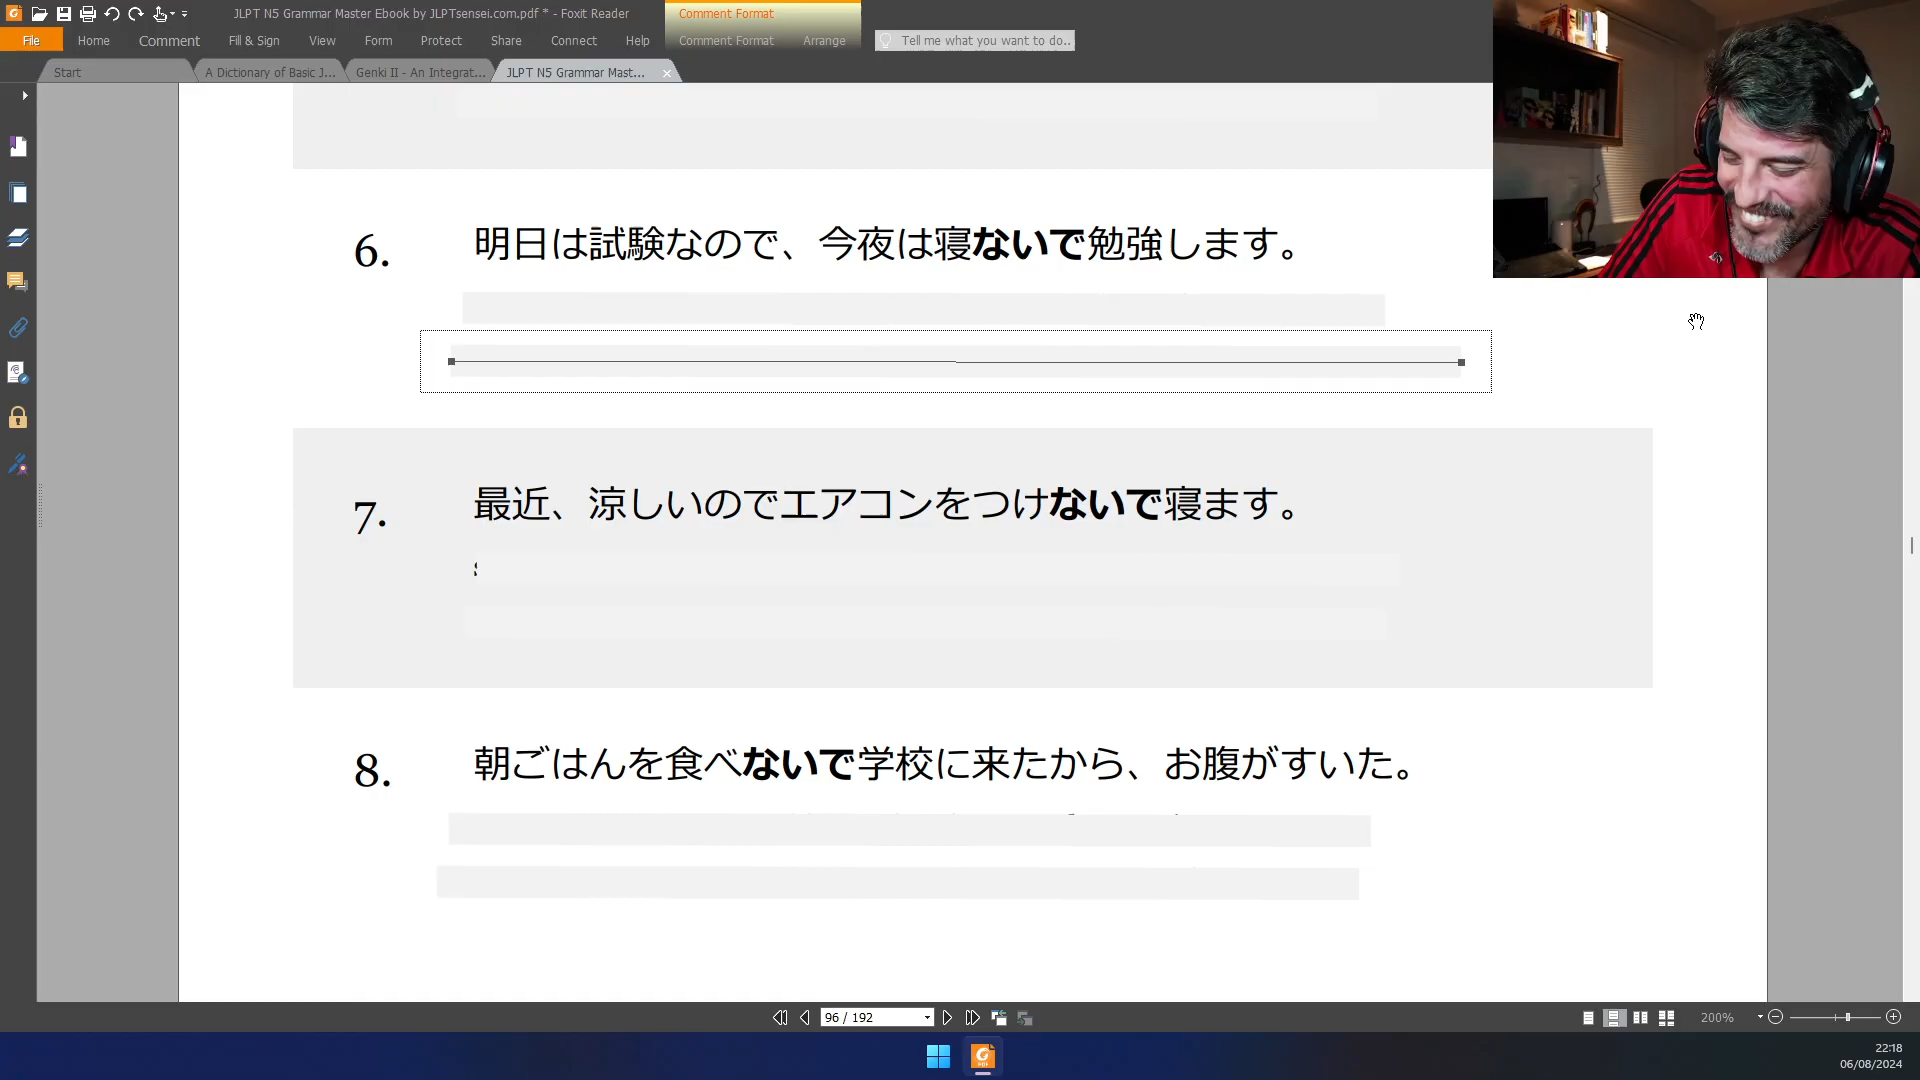 JLPT N5 Grammar Master Ebook by JLPTsensei.com.pdf * - Foxit Reader
Comment Format
File Home Comment Fill & Sign View Form Protect Share Connect Help Comment Format Arrange Tell me what you want to do..
Start A Dictionary of Basic J... Genki II - An Integrat... JLPT N5 Grammar Mast...
6. 明日は試験なので、今夜は寝ないで勉強します。
7. 最近、涼しいのでエアコンをつけないで寝ます。
8. 朝ごはんを食べないで学校に来たから、お腹がすいた。
96 / 192
200%
22:18
06/08/2024